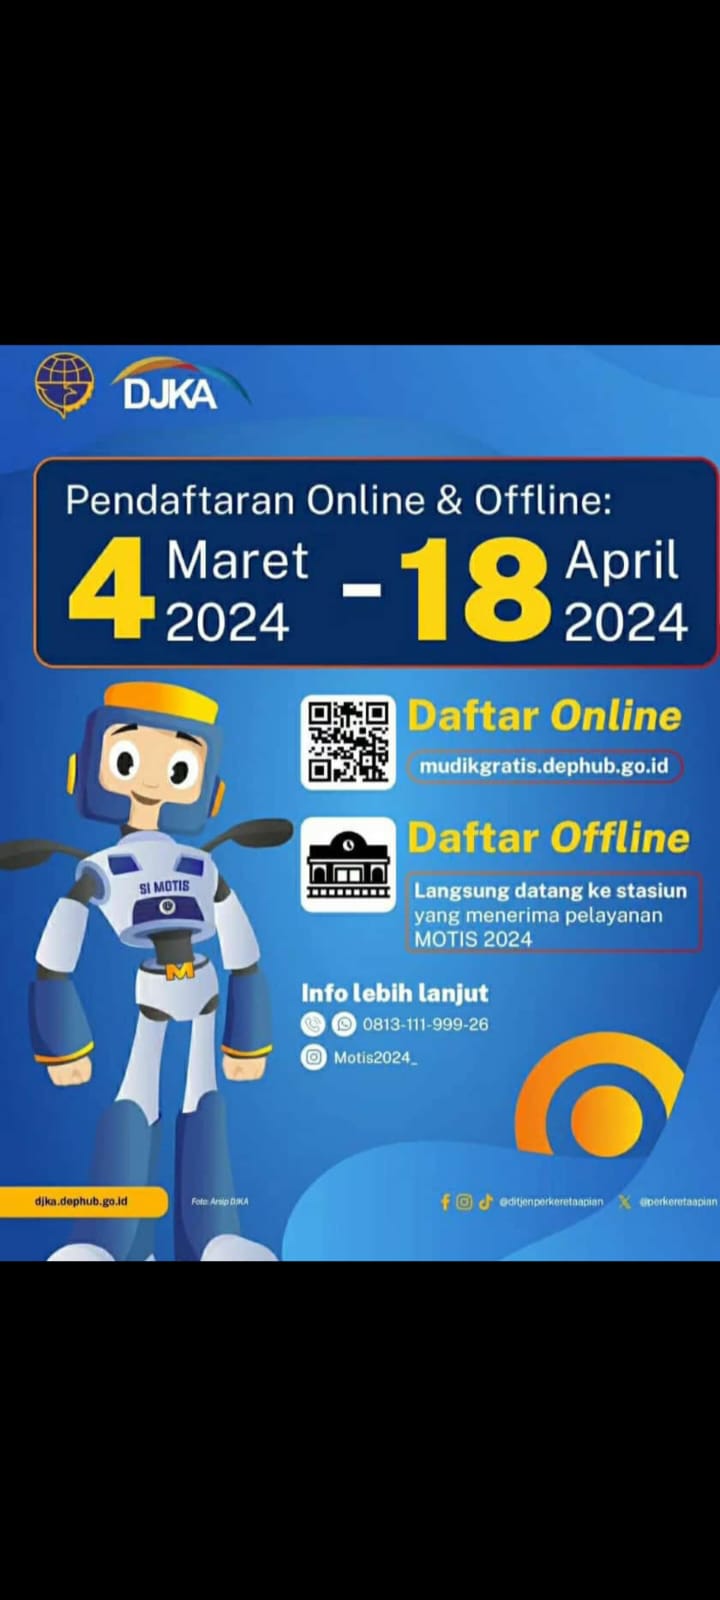 DJKA
Pendaftaran Online & Offline:
4 Maret 2024 - 18 April 2024
Daftar Online
mudikgratis.dephub.go.id
Daftar Offline
Langsung datang ke stasiun
yang menerima pelayanan
MOTIS 2024
SI MOTIS
M
Info lebih lanjut
0813-111-999-26
Motis2024_
djka.dephub.go.id
Foto: Arsip DJKA
@ditjenperkeretaapian
@perkeretaapian